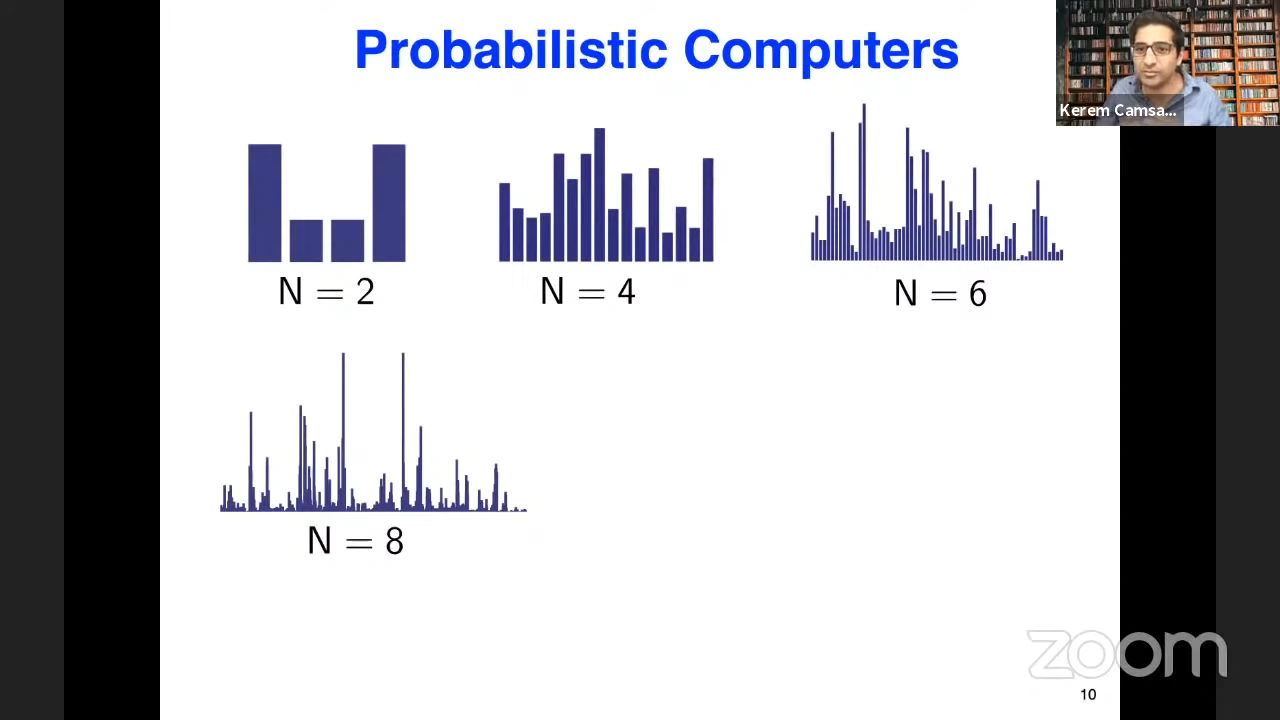 Probabilistic Computers
Kerem Camsa...
N = 2
N = 4
N = 6
N = 8
zoom
10